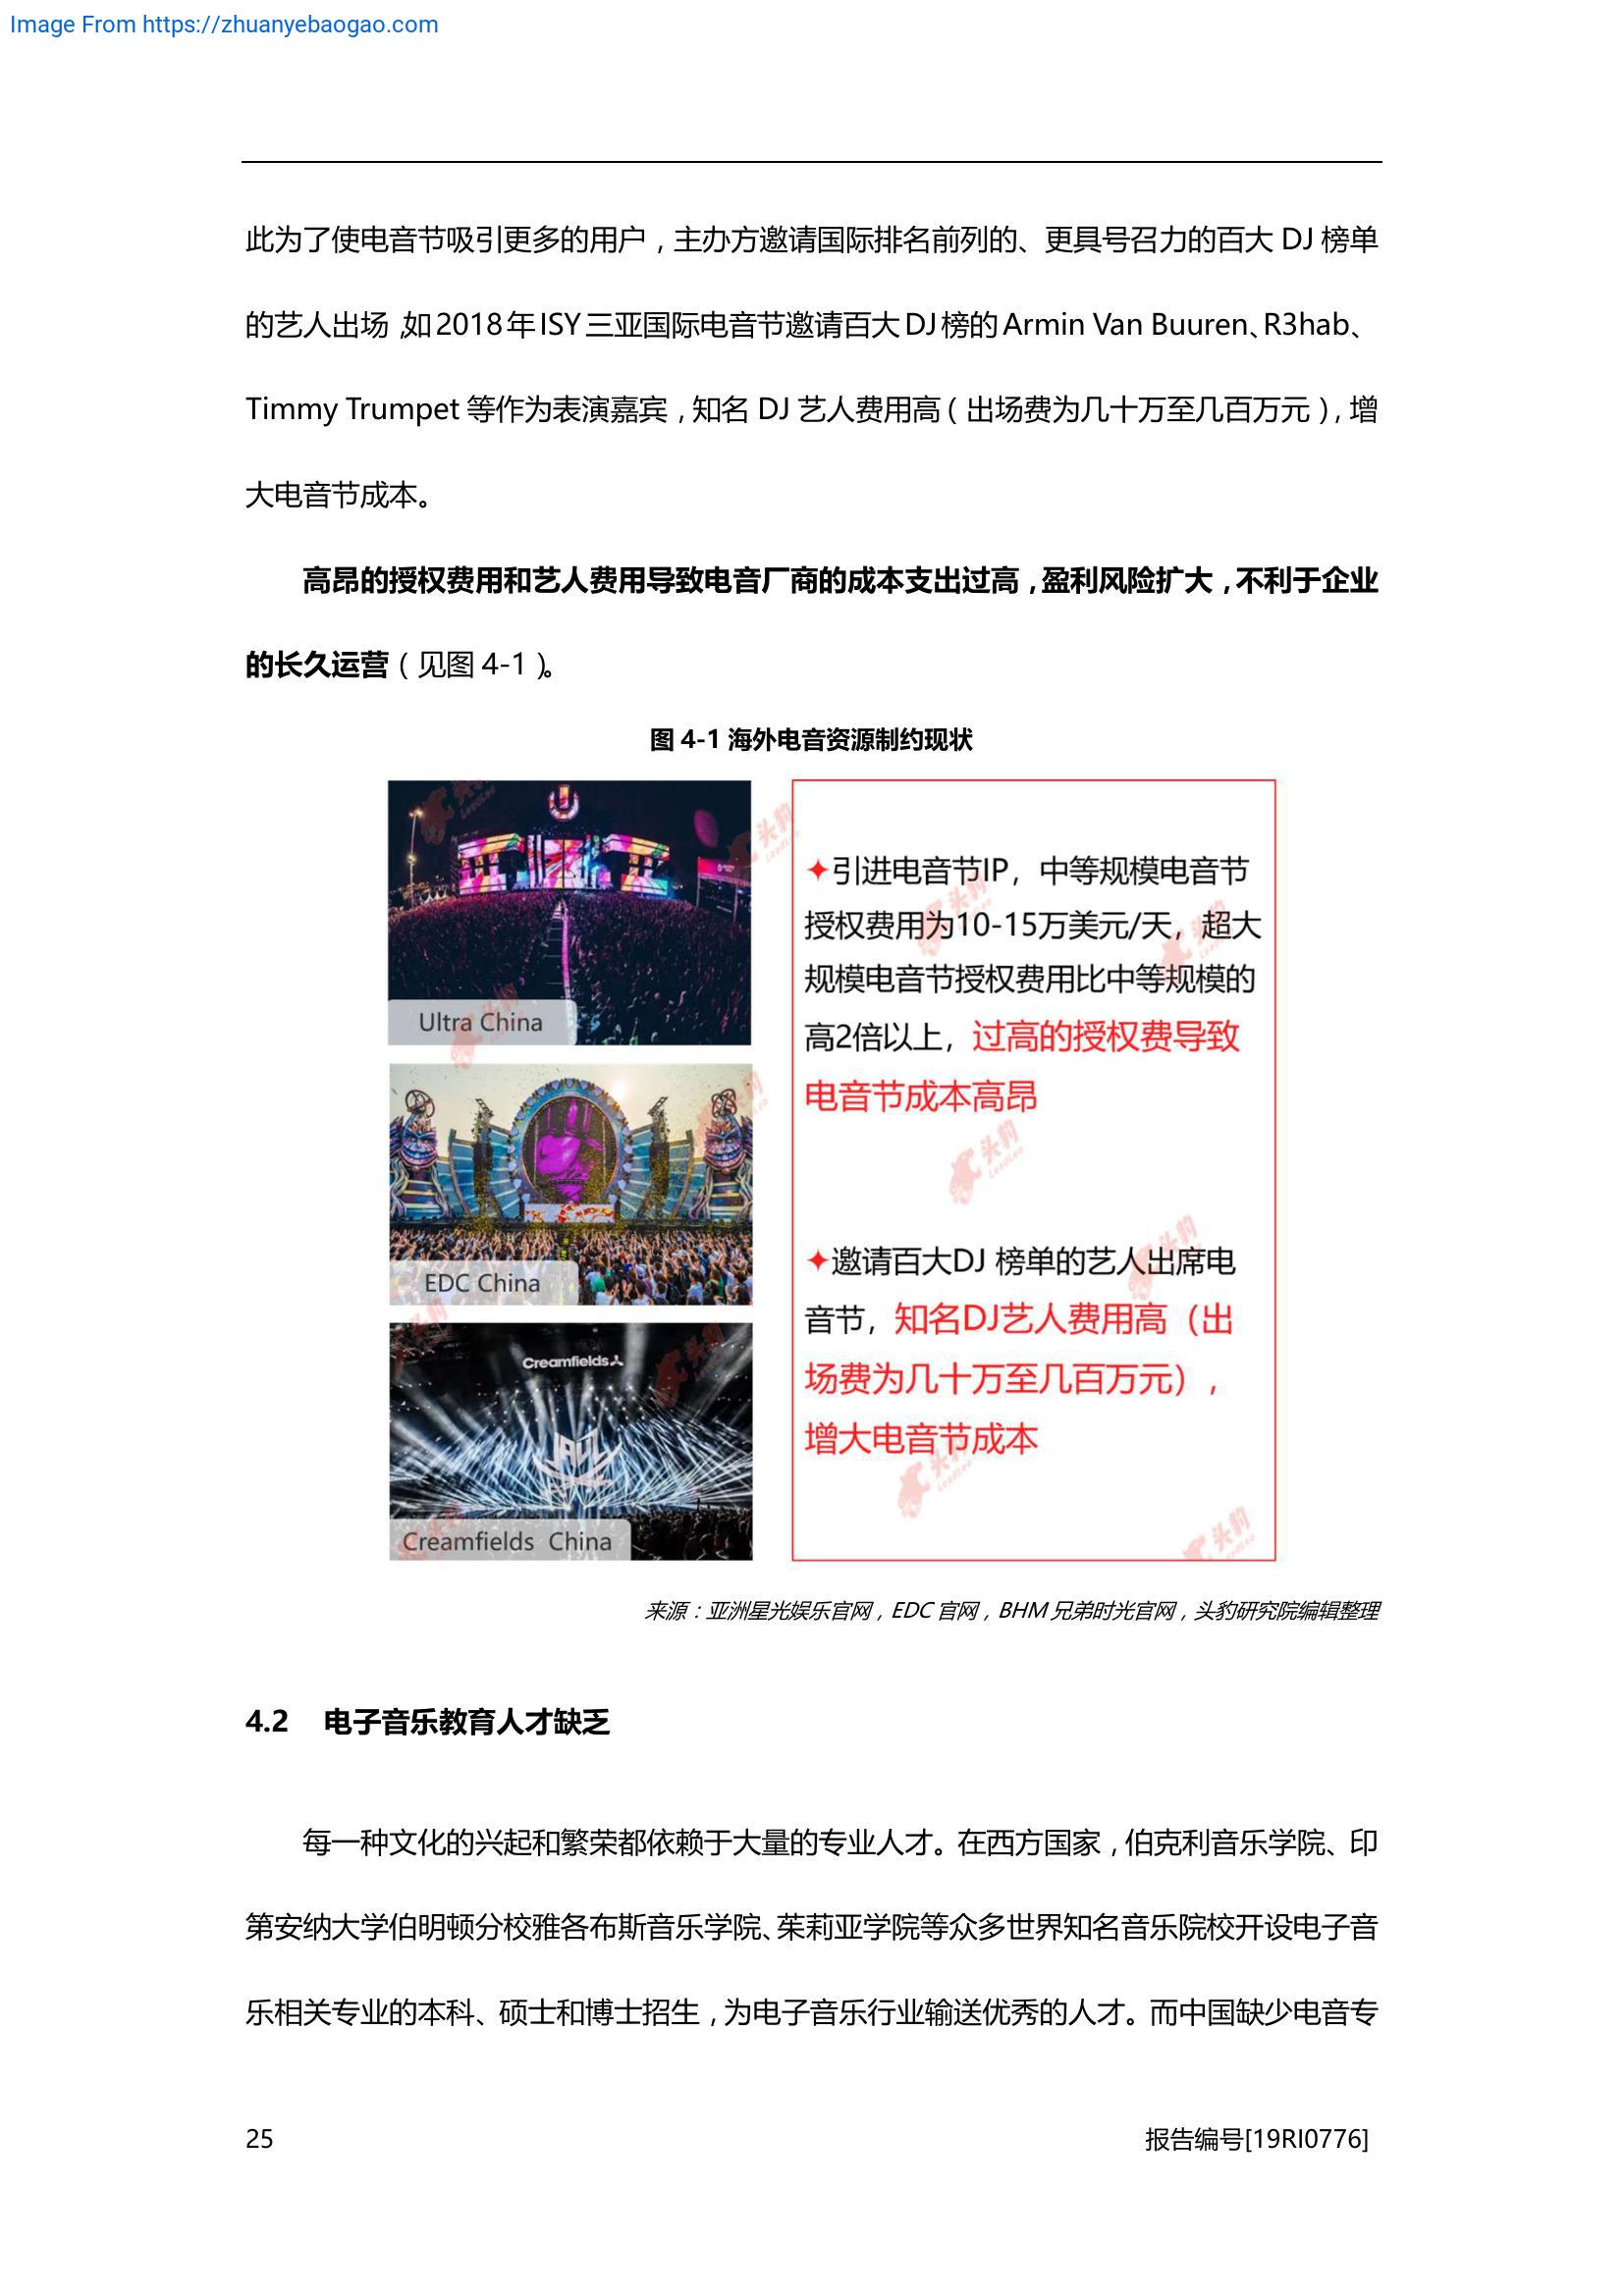 Image From https://zhuanyebaogao.com
此为了使电音节吸引更多的用户，主办方邀请国际排名前列的、更具号召力的百大 DJ 榜单
的艺人出场，如 2018 年 ISY 三亚国际电音节邀请百大 DJ 榜的 Armin Van Buuren、R3hab、
Timmy Trumpet 等作为表演嘉宾，知名 DJ 艺人费用高（出场费为几十万至几百万元），增
大电音节成本。
高昂的授权费用和艺人费用导致电音厂商的成本支出过高，盈利风险扩大，不利于企业
的长久运营（见图 4-1）。
图 4-1 海外电音资源制约现状
Ultra China
EDC China
Creamfields
Creamfields China
✦引进电音节IP，中等规模电音节
授权费用为10-15万美元/天，超大
规模电音节授权费用比中等规模的
高2倍以上，过高的授权费导致
电音节成本高昂
✦邀请百大DJ 榜单的艺人出席电
音节，知名DJ艺人费用高（出
场费为几十万至几百万元），
增大电音节成本
头豹
LeadLeo
来源：亚洲星光娱乐官网，EDC 官网，BHM 兄弟时光官网，头豹研究院编辑整理
4.2 电子音乐教育人才缺乏
每一种文化的兴起和繁荣都依赖于大量的专业人才。在西方国家，伯克利音乐学院、印
第安纳大学伯明顿分校雅各布斯音乐学院、茱莉亚学院等众多世界知名音乐院校开设电子音
乐相关专业的本科、硕士和博士招生，为电子音乐行业输送优秀的人才。而中国缺少电音专
25
报告编号[19RI0776]